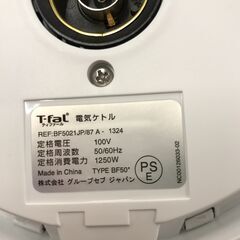 T-fal 電気ケトル
ティファール
REF:BF5021JP/87 A - 1324
定格電圧 100V
定格周波数 50/60Hz
定格消費電力 1250W
Made in China TYPE BF50*
株式会社 グループセブ ジャパン
PS
E
NC00126033-02